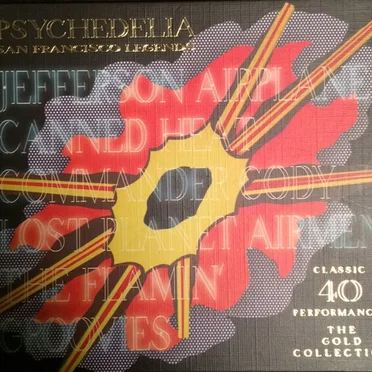 PSYCHEDELIA
SAN FRANCISCO LEGENDS
JEFFERSON AIRPLANE
CANNED HEAT
COMMANDER CODY
LOST PLANET AIRMEN
THE FLAMIN'
GROOVIES
CLASSIC
40
PERFORMANC
THE
GOLD
COLLECTIO